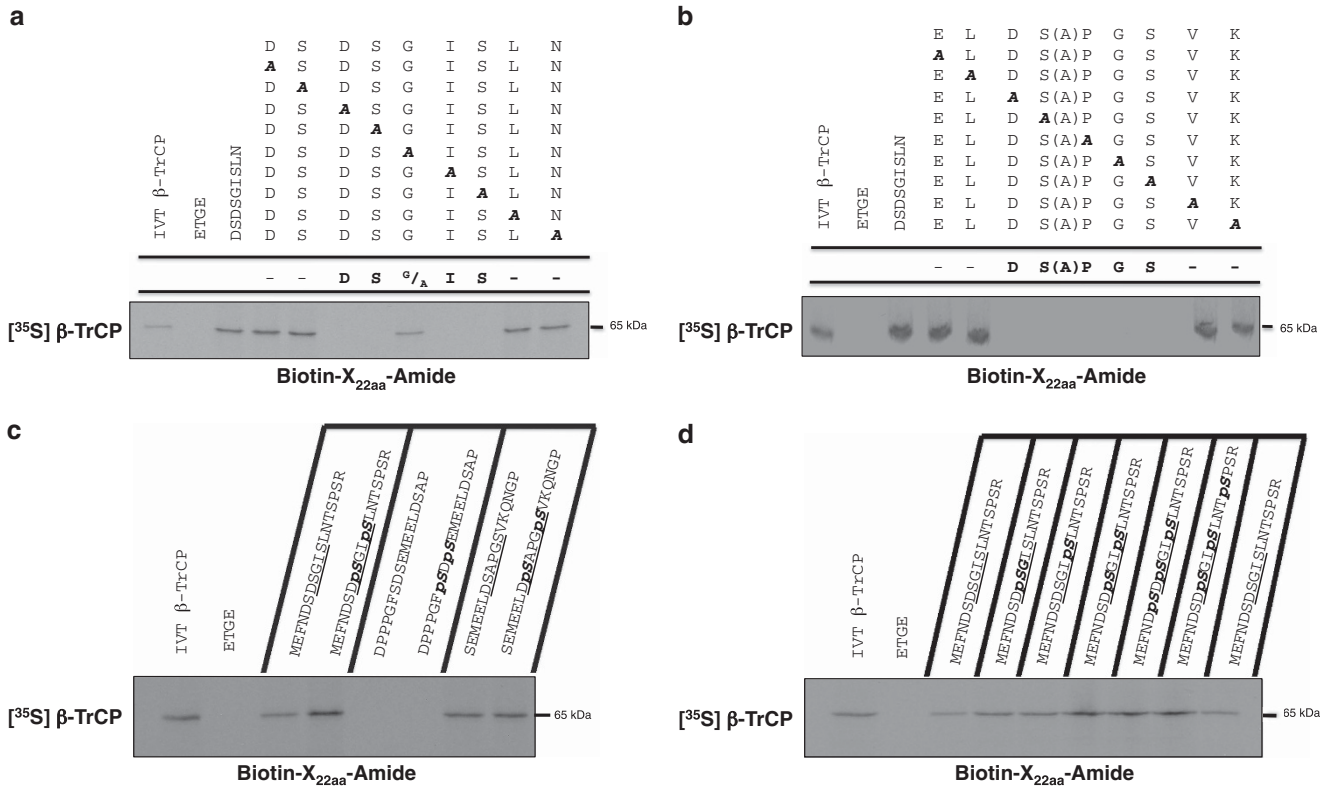 a
IVT β-TrCP
ETGE
DSDSGISLN
D S D S G I S L N
A S D S G I S L N
D A D S G I S L N
D S A S G I S L N
D S D A G I S L N
D S D S A I S L N
D S D S G A S L N
D S D S G I A L N
D S D S G I S A N
D S D S G I S L A
- - D S G/A I S - -
[35S] β-TrCP
65 kDa
Biotin-X22aa-Amide
b
IVT β-TrCP
ETGE
DSDSGISLN
E L D S(A)P G S V K
A L D S(A)P G S V K
E A D S(A)P G S V K
E L A S(A)P G S V K
E L D A(A)P G S V K
E L D S(A)A G S V K
E L D S(A)P A S V K
E L D S(A)P G A V K
E L D S(A)P G S A K
E L D S(A)P G S V A
- - D S(A)P G S - -
[35S] β-TrCP
65 kDa
Biotin-X22aa-Amide
c
IVT β-TrCP
ETGE
MEFNDSDSGISLNTSPSR
MEFNDSDpSGIpSLNTSPSR
DPPPGFSDSEMEELDSAP
DPPPGFpSDpSEMEELDSAP
SEMEELDSAPGSVKQNGP
SEMELDpSAPGpSVKQNGP
[35S] β-TrCP
65 kDa
Biotin-X22aa-Amide
d
IVT β-TrCP
ETGE
MEFNDSDSGISLNTSPSR
MEFNDSDpSGISLNTSPSR
MEFNDSDSGIpSLNTSPSR
MEFNDSDpSGIpSLNTSPSR
MEFNDpSDpSGIpSLNTSPSR
MEFNDSDpSGIpSLNTpSPSR
MEFNDSDSGISLNTSPSR
[35S] β-TrCP
65 kDa
Biotin-X22aa-Amide